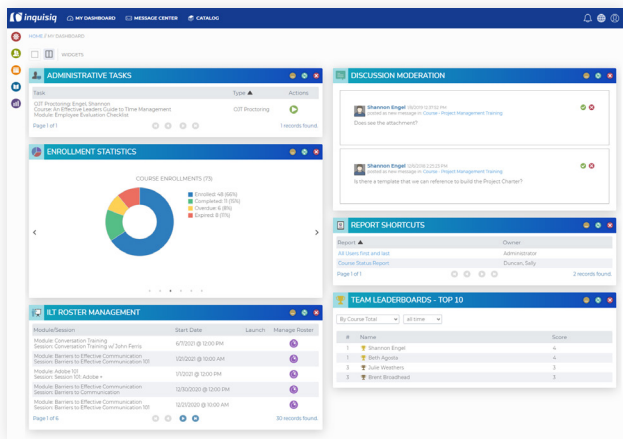 inquisiq MY DASHBOARD MESSAGE CENTER CATALOG
HOME / MY DASHBOARD
WIDGETS
ADMINISTRATIVE TASKS
Task Type ▲ Actions
OJT Proctoring: Engel, Shannon
Course: An Effective Leaders Guide to Time Management
Module: Employee Evaluation Checklist
OJT Proctoring
Page 1 of 1 1 records found.
ENROLLMENT STATISTICS
COURSE ENROLLMENTS (73)
Enrolled: 48 (66%)
Completed: 11 (15%)
Overdue: 6 (8%)
Expired: 8 (11%)
ILT ROSTER MANAGEMENT
Module/Session Start Date Launch Manage Roster
Module: Conversation Training
Session: Conversation Training w/ John Ferris
6/7/2021 @ 12:00 PM
Module: Barriers to Effective Communication
Session: Barriers to Effective Communication 101
1/21/2021 @ 10:00 AM
Module: Adobe 101
Session: Session 101: Adobe +
1/1/2021 @ 12:00 PM
Module: Barriers to Effective Communication
Session: Barriers to Communication
12/30/2020 @ 12:00 PM
Module: Barriers to Effective Communication
Session: Barriers to Effective Communication 101
12/21/2020 @ 10:00 AM
Page 1 of 6 30 records found.
DISCUSSION MODERATION
Shannon Engel
posted as new message in: Course - Project Management Training
Does see the attachment?
Shannon Engel
posted as new message in: Course - Project Management Training
Is there a template that we can reference to build the Project Charter?
REPORT SHORTCUTS
Report ▲ Owner
All Users first and last Administrator
Course Status Report Duncan, Selly
Page 1 of 1 2 records found.
TEAM LEADERBOARDS - TOP 10
By Course Total all time
# Name Score
1 Shannon Engel 4
1 Beth Agosta 4
3 Julie Weathers 3
3 Brent Broadhead 3